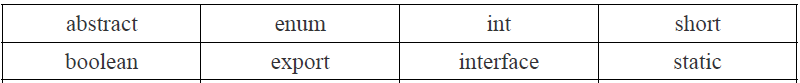 abstract enum int short
boolean export interface static